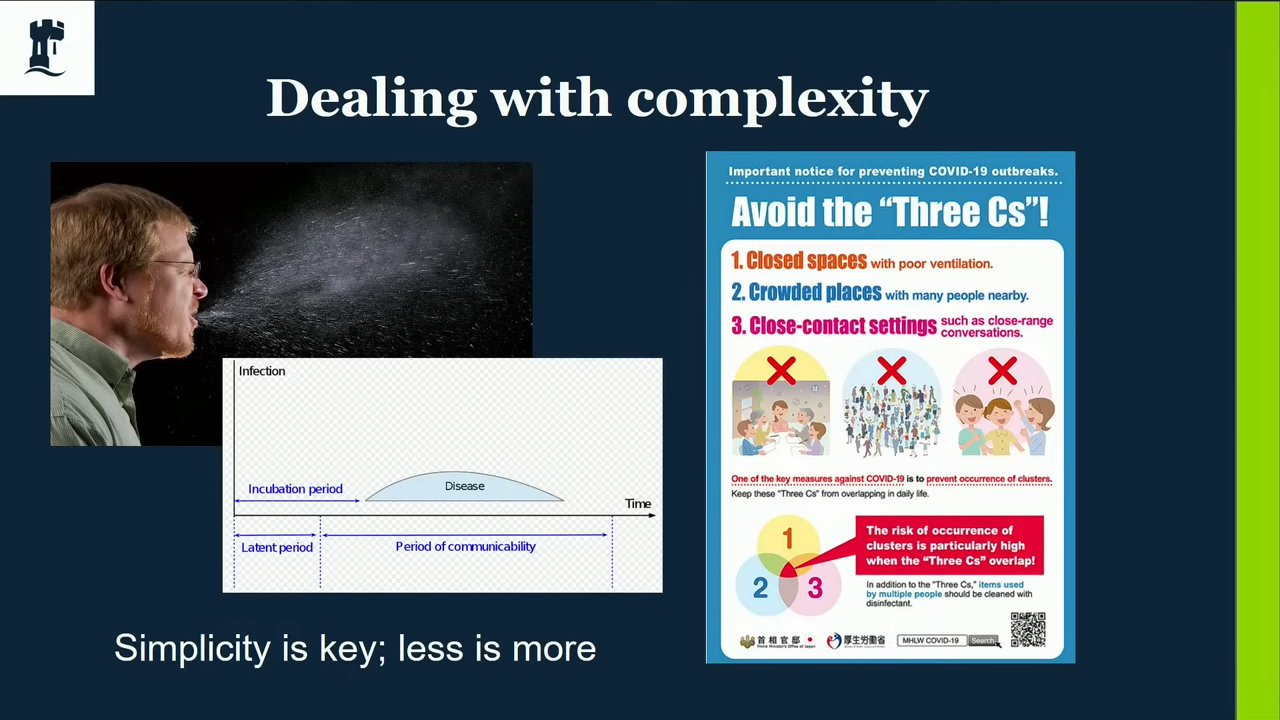 Dealing with complexity
Infection
Incubation period
Disease
Time
Latent period
Period of communicability
Simplicity is key; less is more
Important notice for preventing COVID-19 outbreaks.
Avoid the “Three Cs”!
1. Closed spaces with poor ventilation.
2. Crowded places with many people nearby.
3. Close-contact settings such as close-range
conversations.
One of the key measures against COVID-19 is to prevent occurrence of clusters.
Keep these “Three Cs” from overlapping in daily life.
1
2
3
The risk of occurrence of
clusters is particularly high
when the “Three Cs” overlap!
In addition to the “Three Cs,” items used
by multiple people should be cleaned with
disinfectant.
首相官邸
Prime Minister's Office of Japan
厚生労働省
MHLW COVID-19
Search